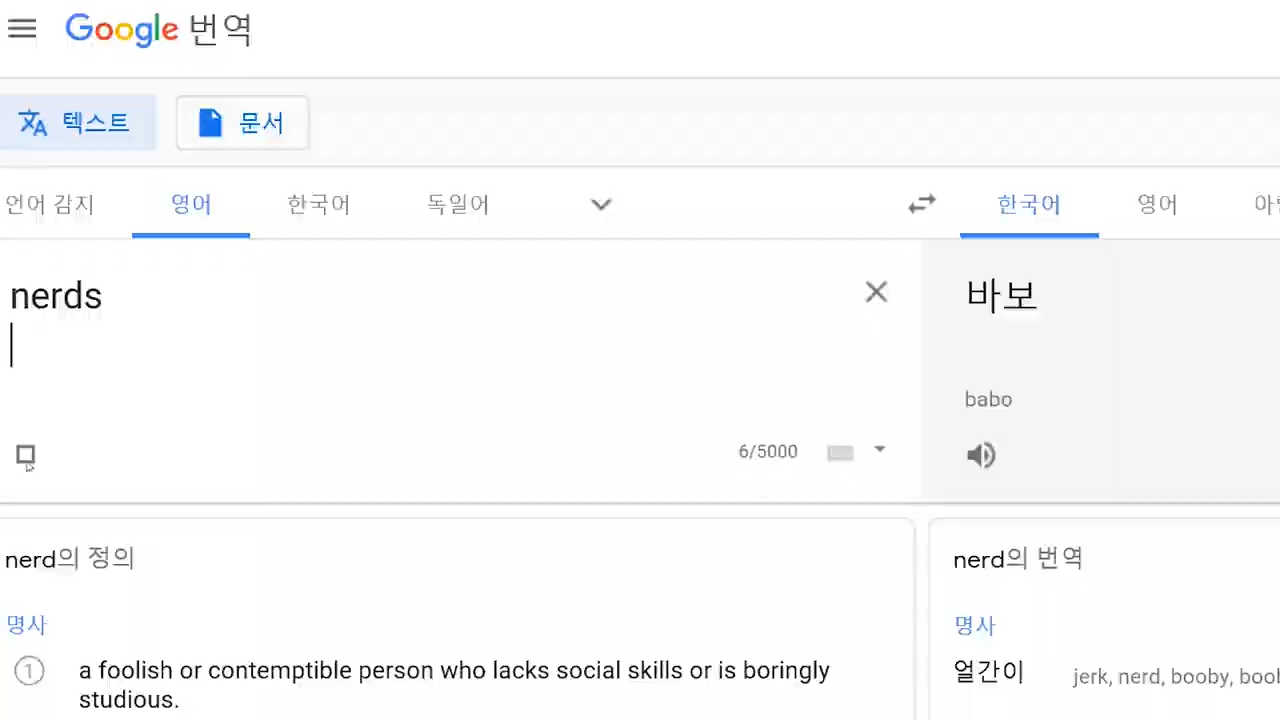 Google 번역
텍스트 문서
언어 감지 영어 한국어 독일어 한국어 영어
nerds 바보
babo
6/5000
nerd의 정의 nerd의 번역
명사 명사
1 a foolish or contemptible person who lacks social skills or is boringly 얼간이 jerk, nerd, booby,
studious.